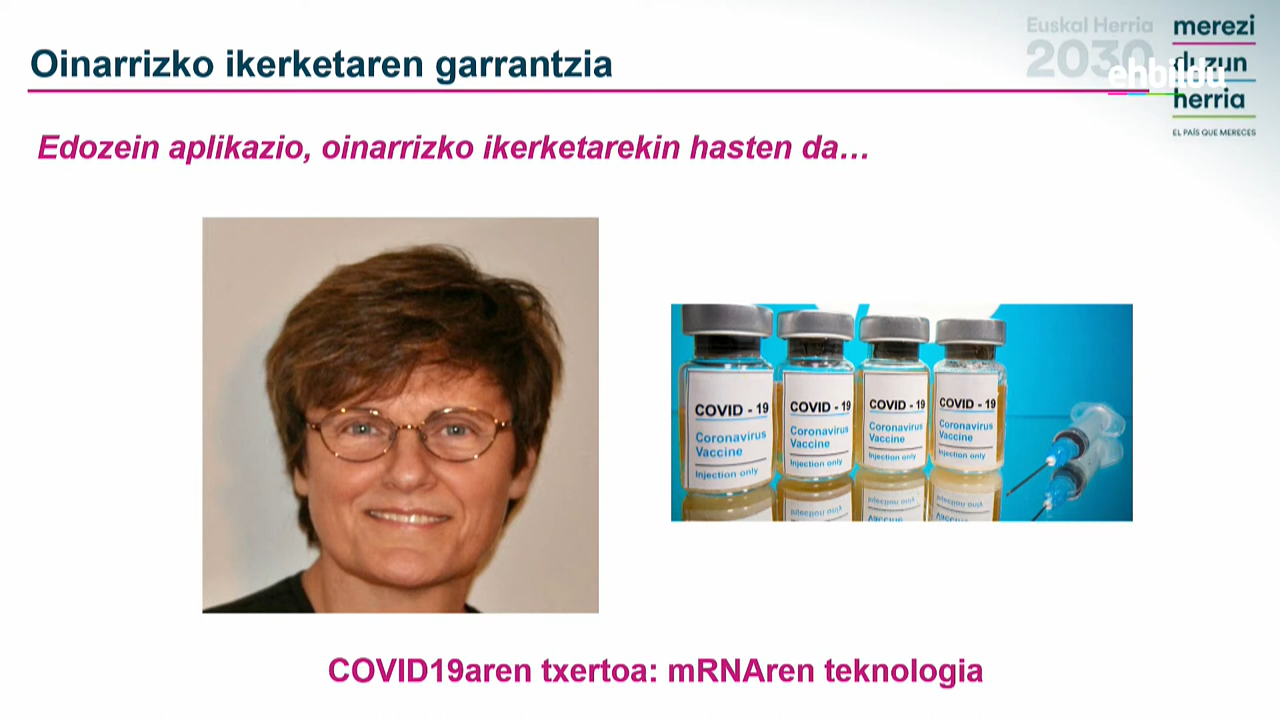 Oinarrizko ikerketaren garrantzia
Euskal Herria
2030
merezi
duzun
herria
EL PAÍS QUE MERECES
ehbildu
Edozein aplikazio, oinarrizko ikerketarekin hasten da…
COVID - 19
Coronavirus
Vaccine
Injection only
COVID - 19
Coronavirus
Vaccine
Injection only
COVID - 19
Coronavirus
Vaccine
Injection only
COVID - 19
Coronavirus
Vaccine
Injection only
COVID19aren txertoa: mRNAren teknologia